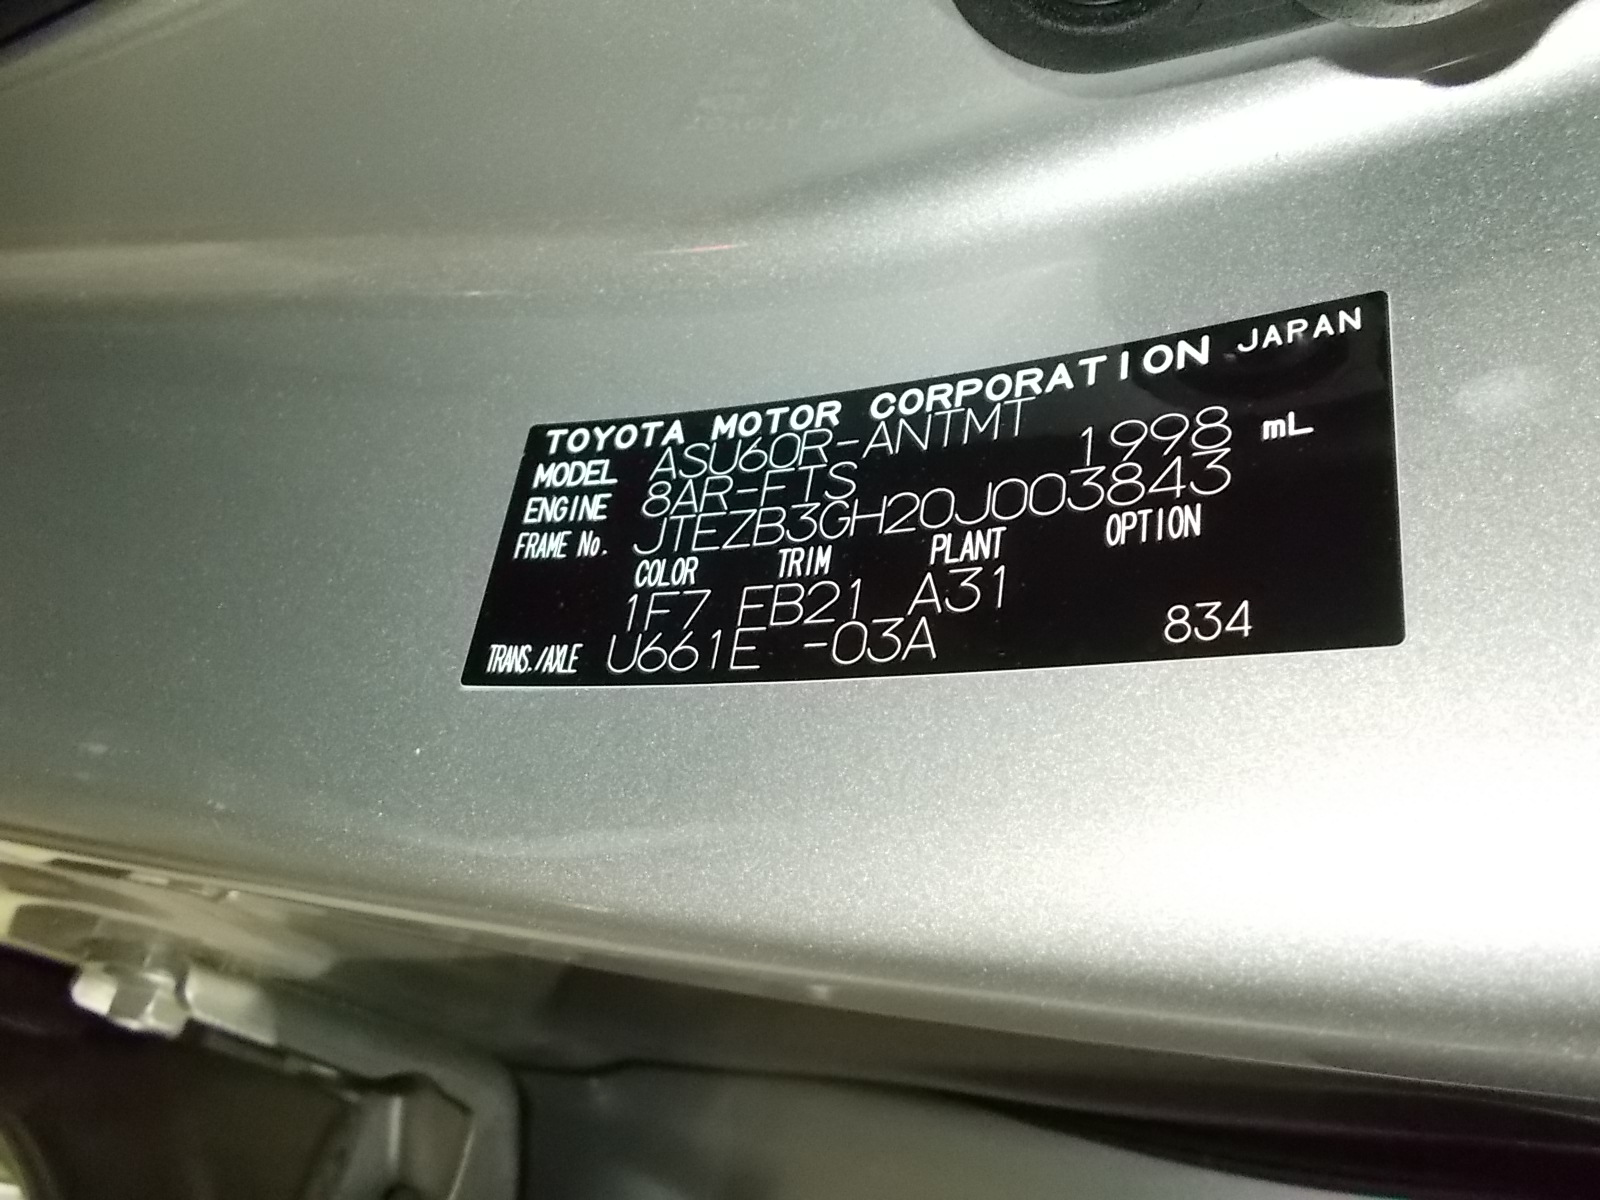 TOYOTA MOTOR CORPORATION JAPAN
MODEL ASU60R-ANTMT
ENGINE 8AR-FTS 1998 mL
FRAME No. JTEZB3GH20J003843
COLOR TRIM PLANT OPTION
1F7 FB21 A31
TRANS./AXLE U661E -03A 834